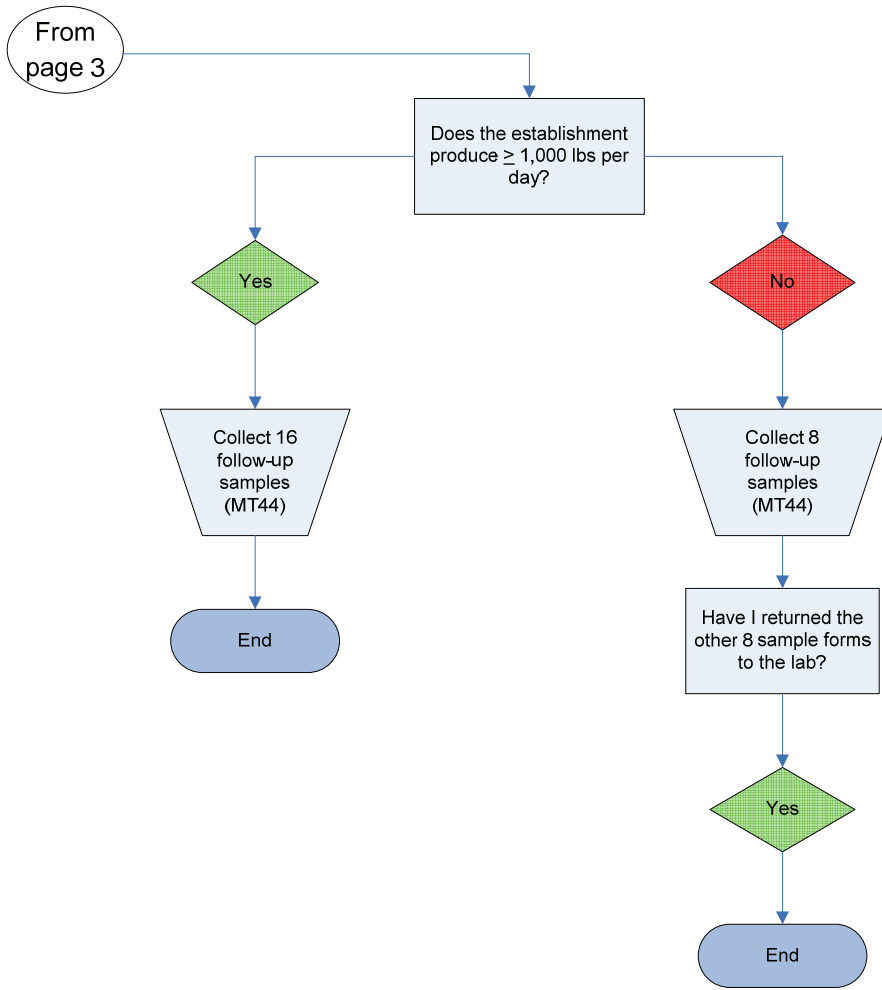 From
page 3
Does the establishment
produce ≥ 1,000 lbs per
day?
Yes
No
Collect 16
follow-up
samples
(MT44)
Collect 8
follow-up
samples
(MT44)
End
Have I returned the
other 8 sample forms
to the lab?
Yes
End